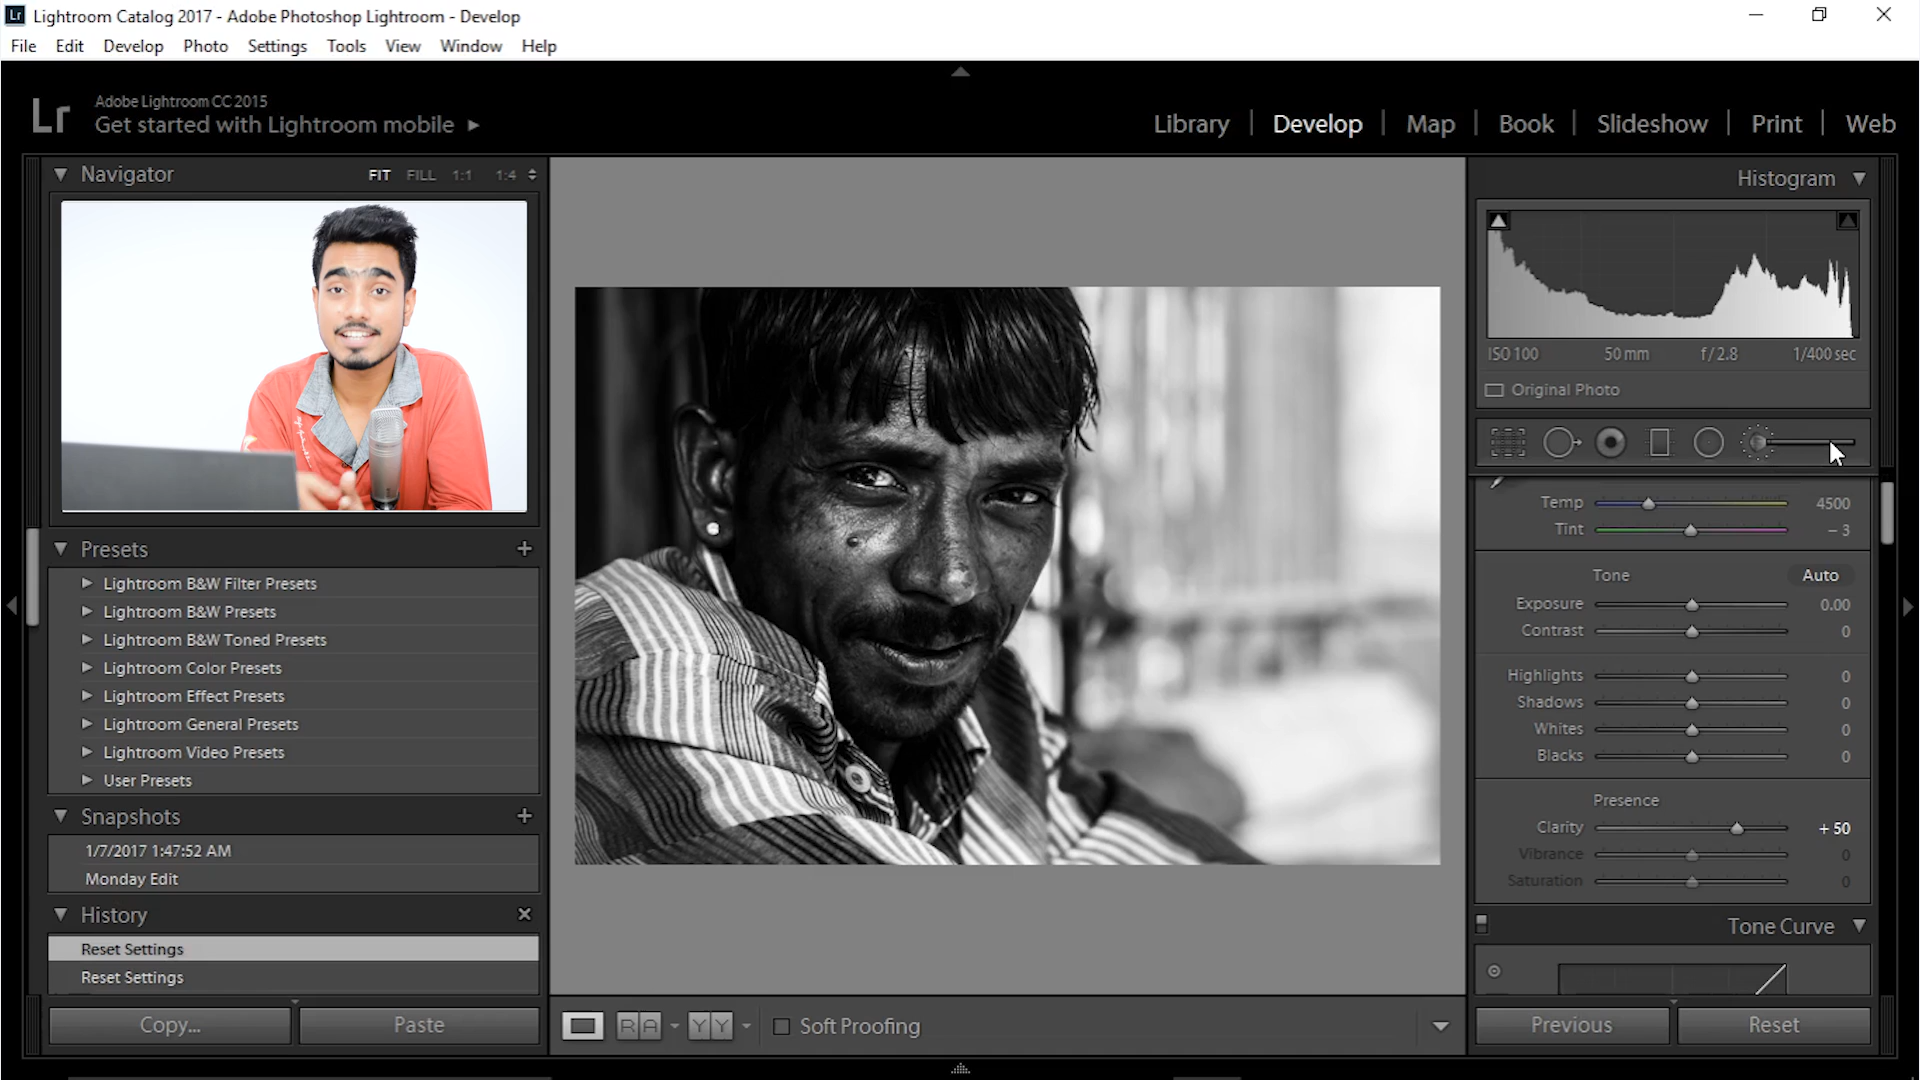 Lr Lightroom Catalog 2017 - Adobe Photoshop Lightroom - Develop
File Edit Develop Photo Settings Tools View Window Help
Lr
Adobe Lightroom CC 2015
Get started with Lightroom mobile ▶
Library | Develop | Map | Book | Slideshow | Print | Web
Navigator FIT FILL 1:1 1:4
Presets +
Lightroom B&W Filter Presets
Lightroom B&W Presets
Lightroom B&W Toned Presets
Lightroom Color Presets
Lightroom Effect Presets
Lightroom General Presets
Lightroom Video Presets
User Presets
Snapshots +
1/7/2017 1:47:52 AM
Monday Edit
History ×
Reset Settings
Reset Settings
Copy... Paste
R A Y Y Soft Proofing
Histogram
ISO 100 50 mm f / 2.8 1/400 sec
Original Photo
Temp 4500
Tint - 3
Tone Auto
Exposure 0.00
Contrast 0
Highlights 0
Shadows 0
Whites 0
Blacks 0
Presence
Clarity + 50
Vibrance 0
Saturation 0
Tone Curve
Previous Reset